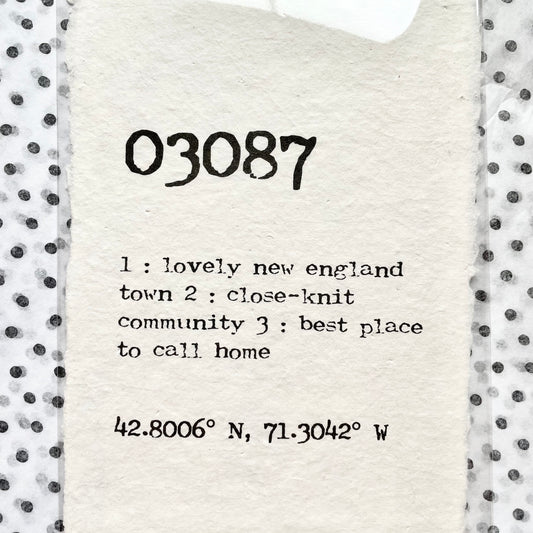 03087
1 : lovely new england
town 2 : close-knit
community 3 : best place
to call home
42.8006° N, 71.3042° W